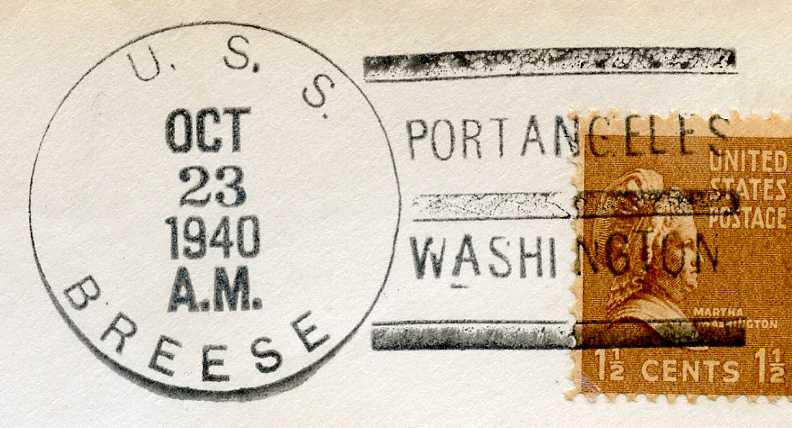 U. S. S.
OCT
23
1940
A.M.
BREESE
PORT ANGELES
WASHINGTON
UNITED
STATES
POSTAGE
MARTHA
WASHINGTON
1½ CENTS 1½